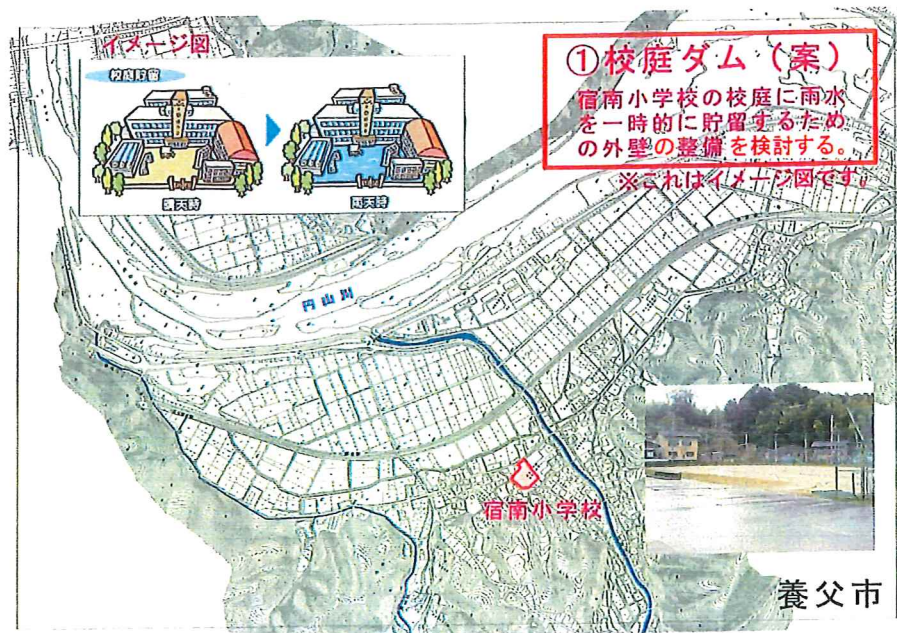 イメージ図
校庭貯留
晴天時
雨天時
①校庭ダム（案）
宿南小学校の校庭に雨水
を一時的に貯留するため
の外壁の整備を検討する。
※これはイメージ図です。
円山川
宿南小学校
養父市